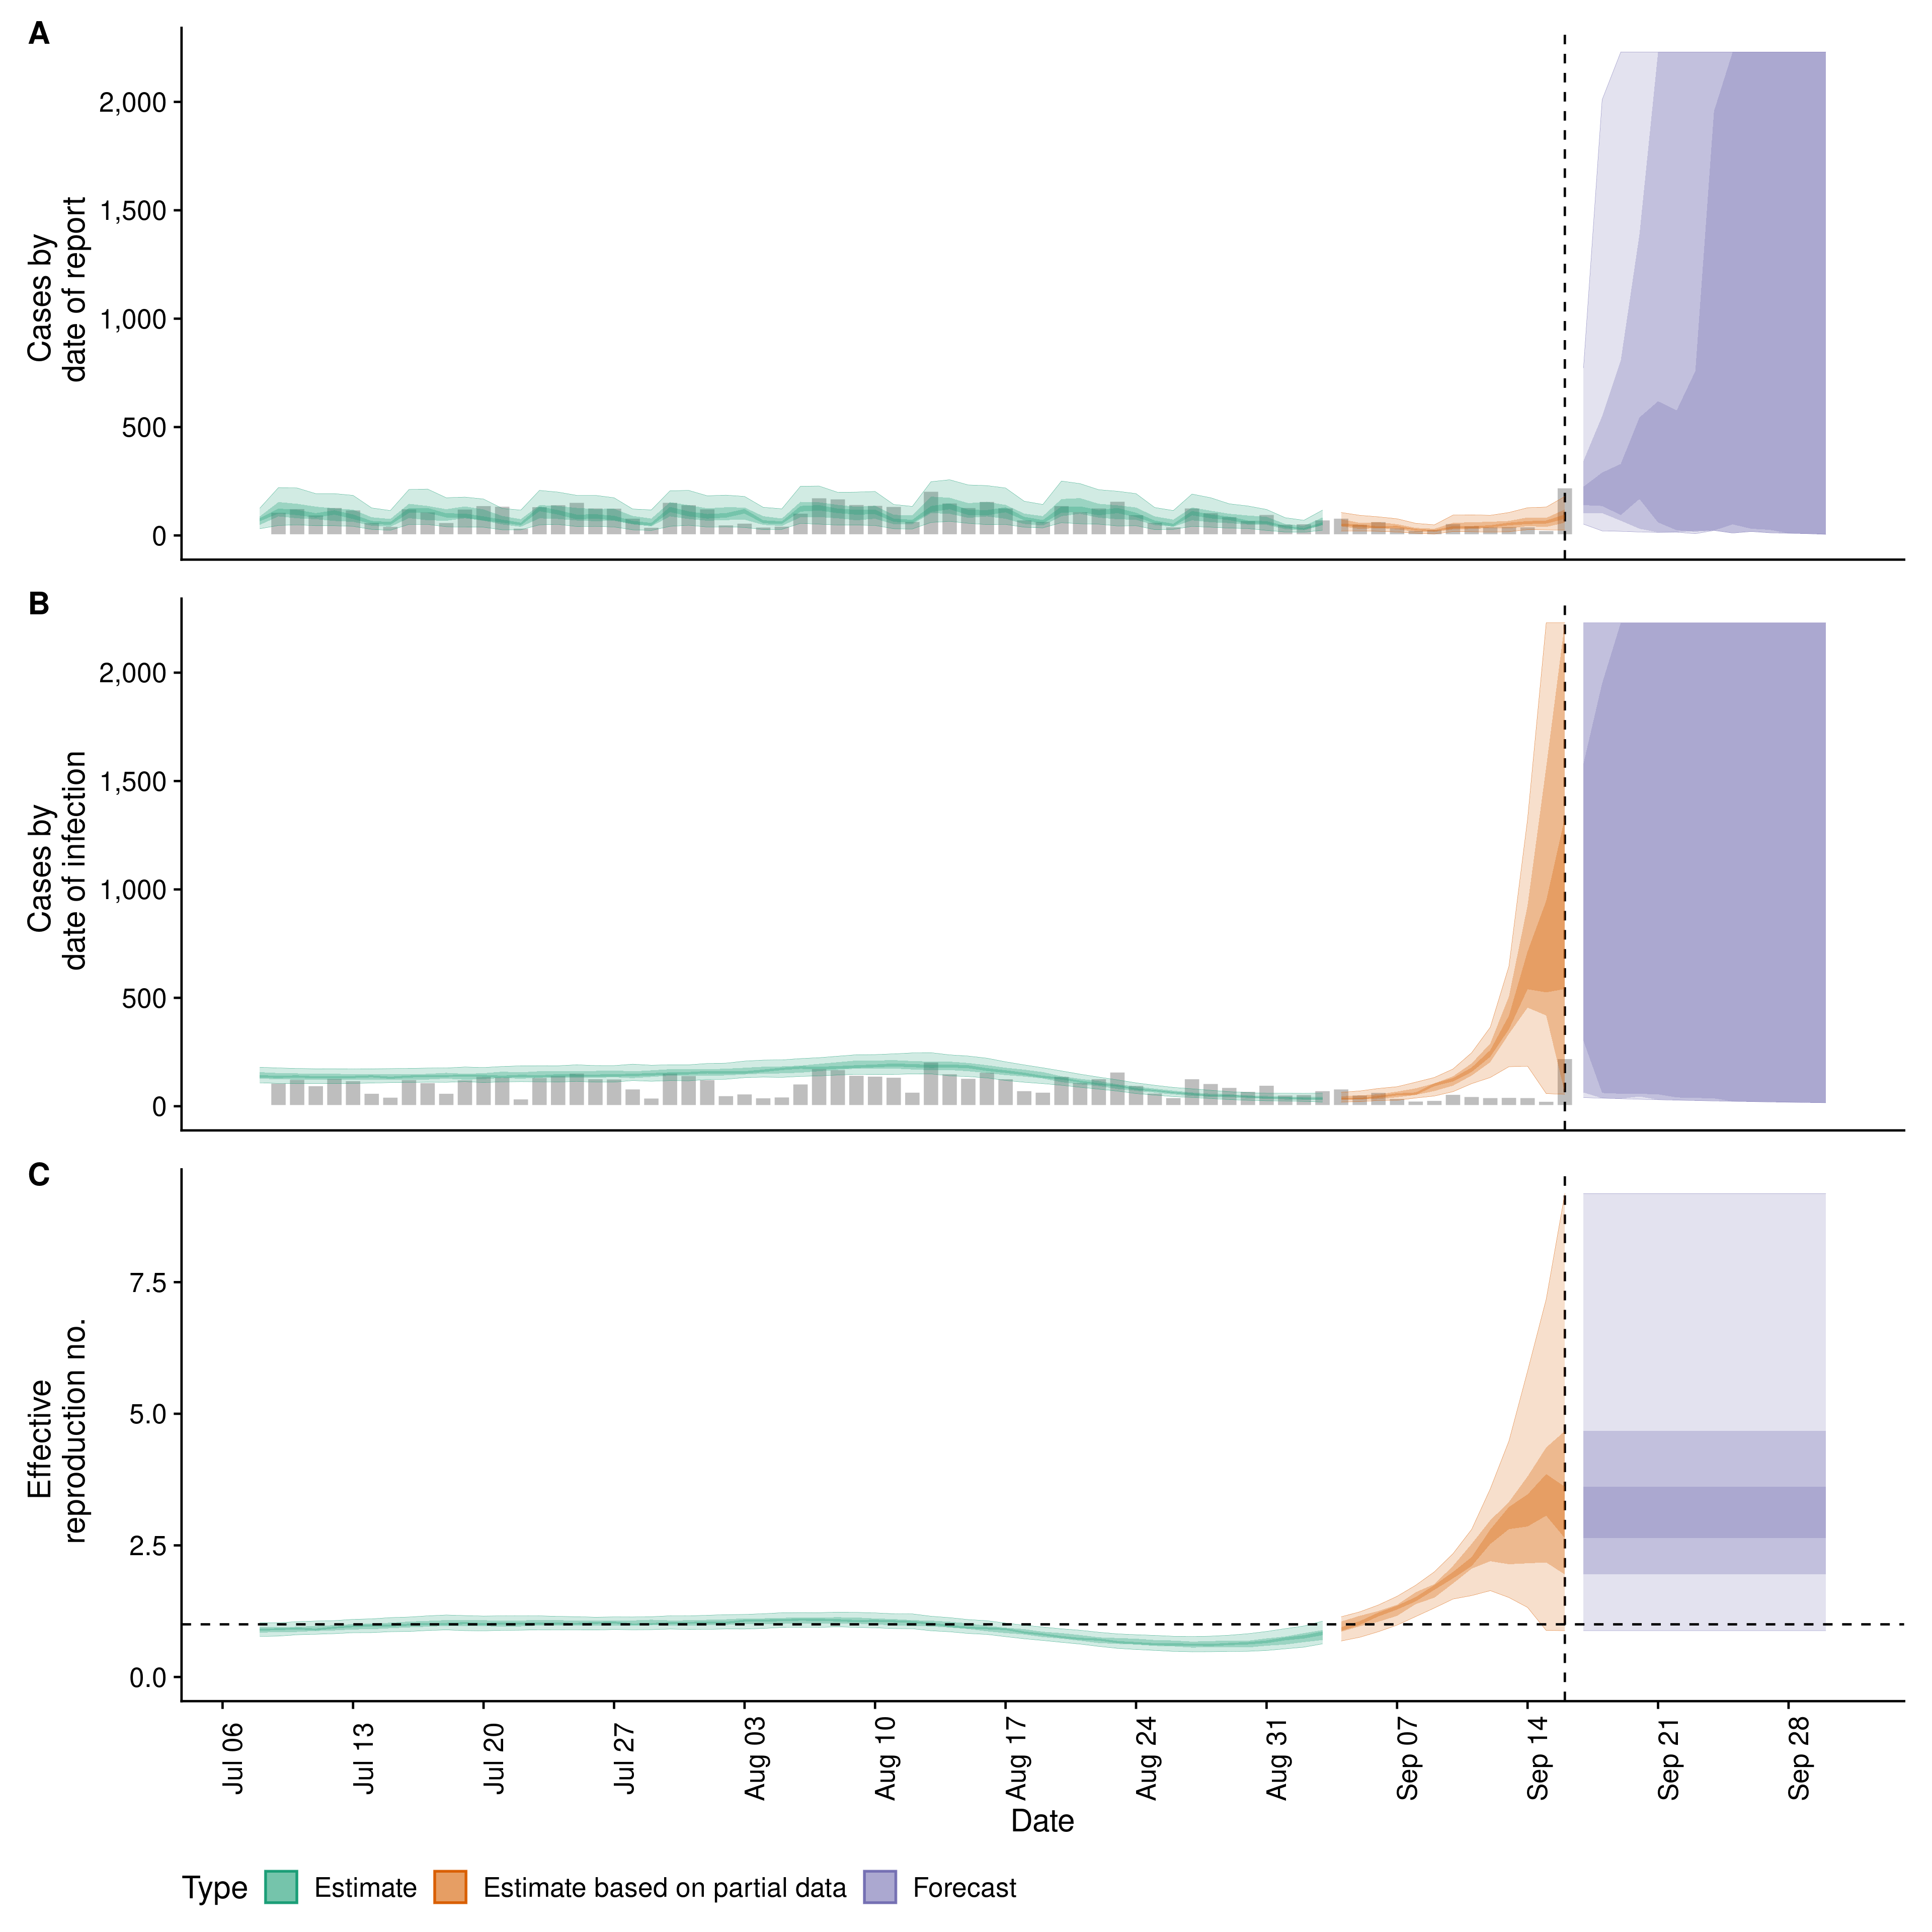 A
Cases by
date of report
2,000
1,500
1,000
500
0
B
Cases by
date of infection
2,000
1,500
1,000
500
0
C
Effective
reproduction no.
7.5
5.0
2.5
0.0
Jul 06
Jul 13
Jul 20
Jul 27
Aug 03
Aug 10
Aug 17
Aug 24
Aug 31
Sep 07
Sep 14
Sep 21
Sep 28
Date
Type Estimate Estimate based on partial data Forecast